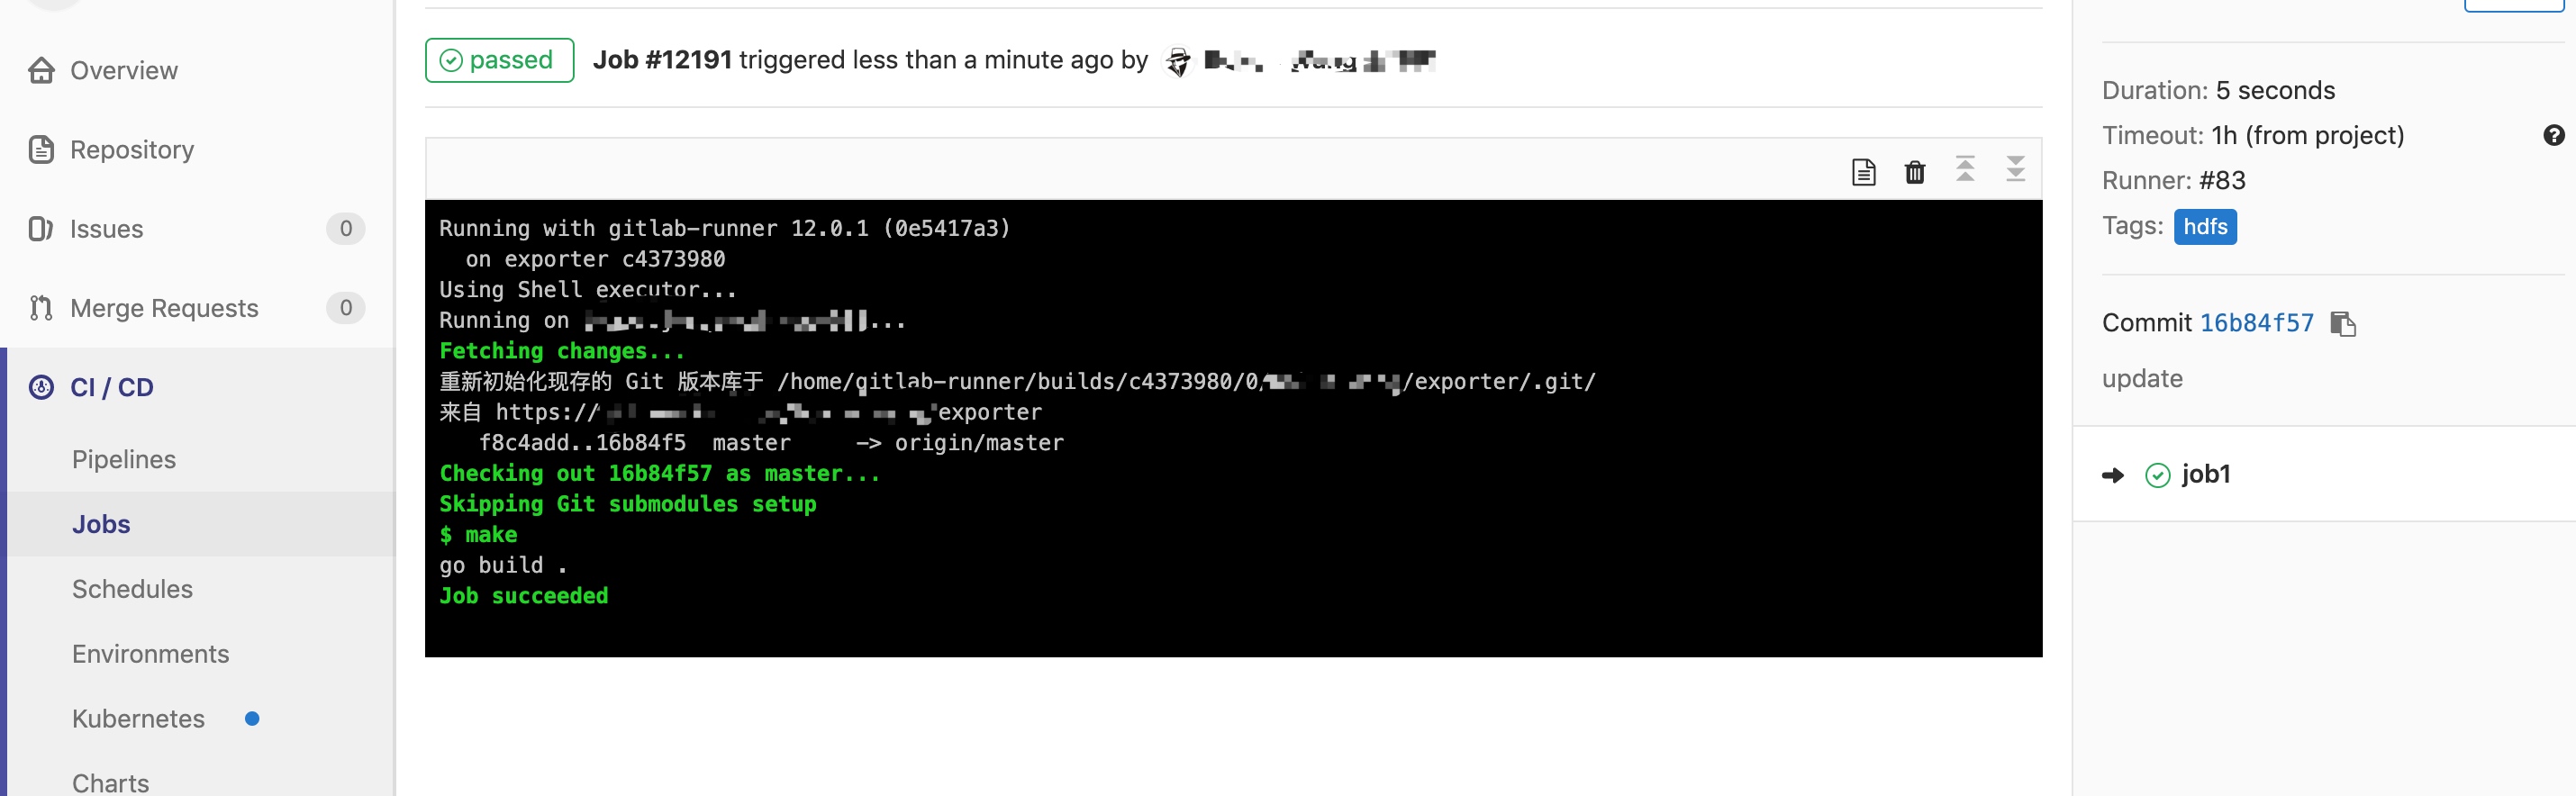 Overview
Repository
Issues 0
Merge Requests 0
CI / CD
Pipelines
Jobs
Schedules
Environments
Kubernetes
Charts
passed Job #12191 triggered less than a minute ago by
Running with gitlab-runner 12.0.1 (0e5417a3)
on exporter c4373980
Using Shell executor...
Running on ...
Fetching changes...
重新初始化现存的 Git 版本库于 /home/gitlab-runner/builds/c4373980/0/ /exporter/.git/
来自 https:// exporter
f8c4add..16b84f5 master -> origin/master
Checking out 16b84f57 as master...
Skipping Git submodules setup
$ make
go build .
Job succeeded
Duration: 5 seconds
Timeout: 1h (from project)
Runner: #83
Tags: hdfs
Commit 16b84f57
update
job1